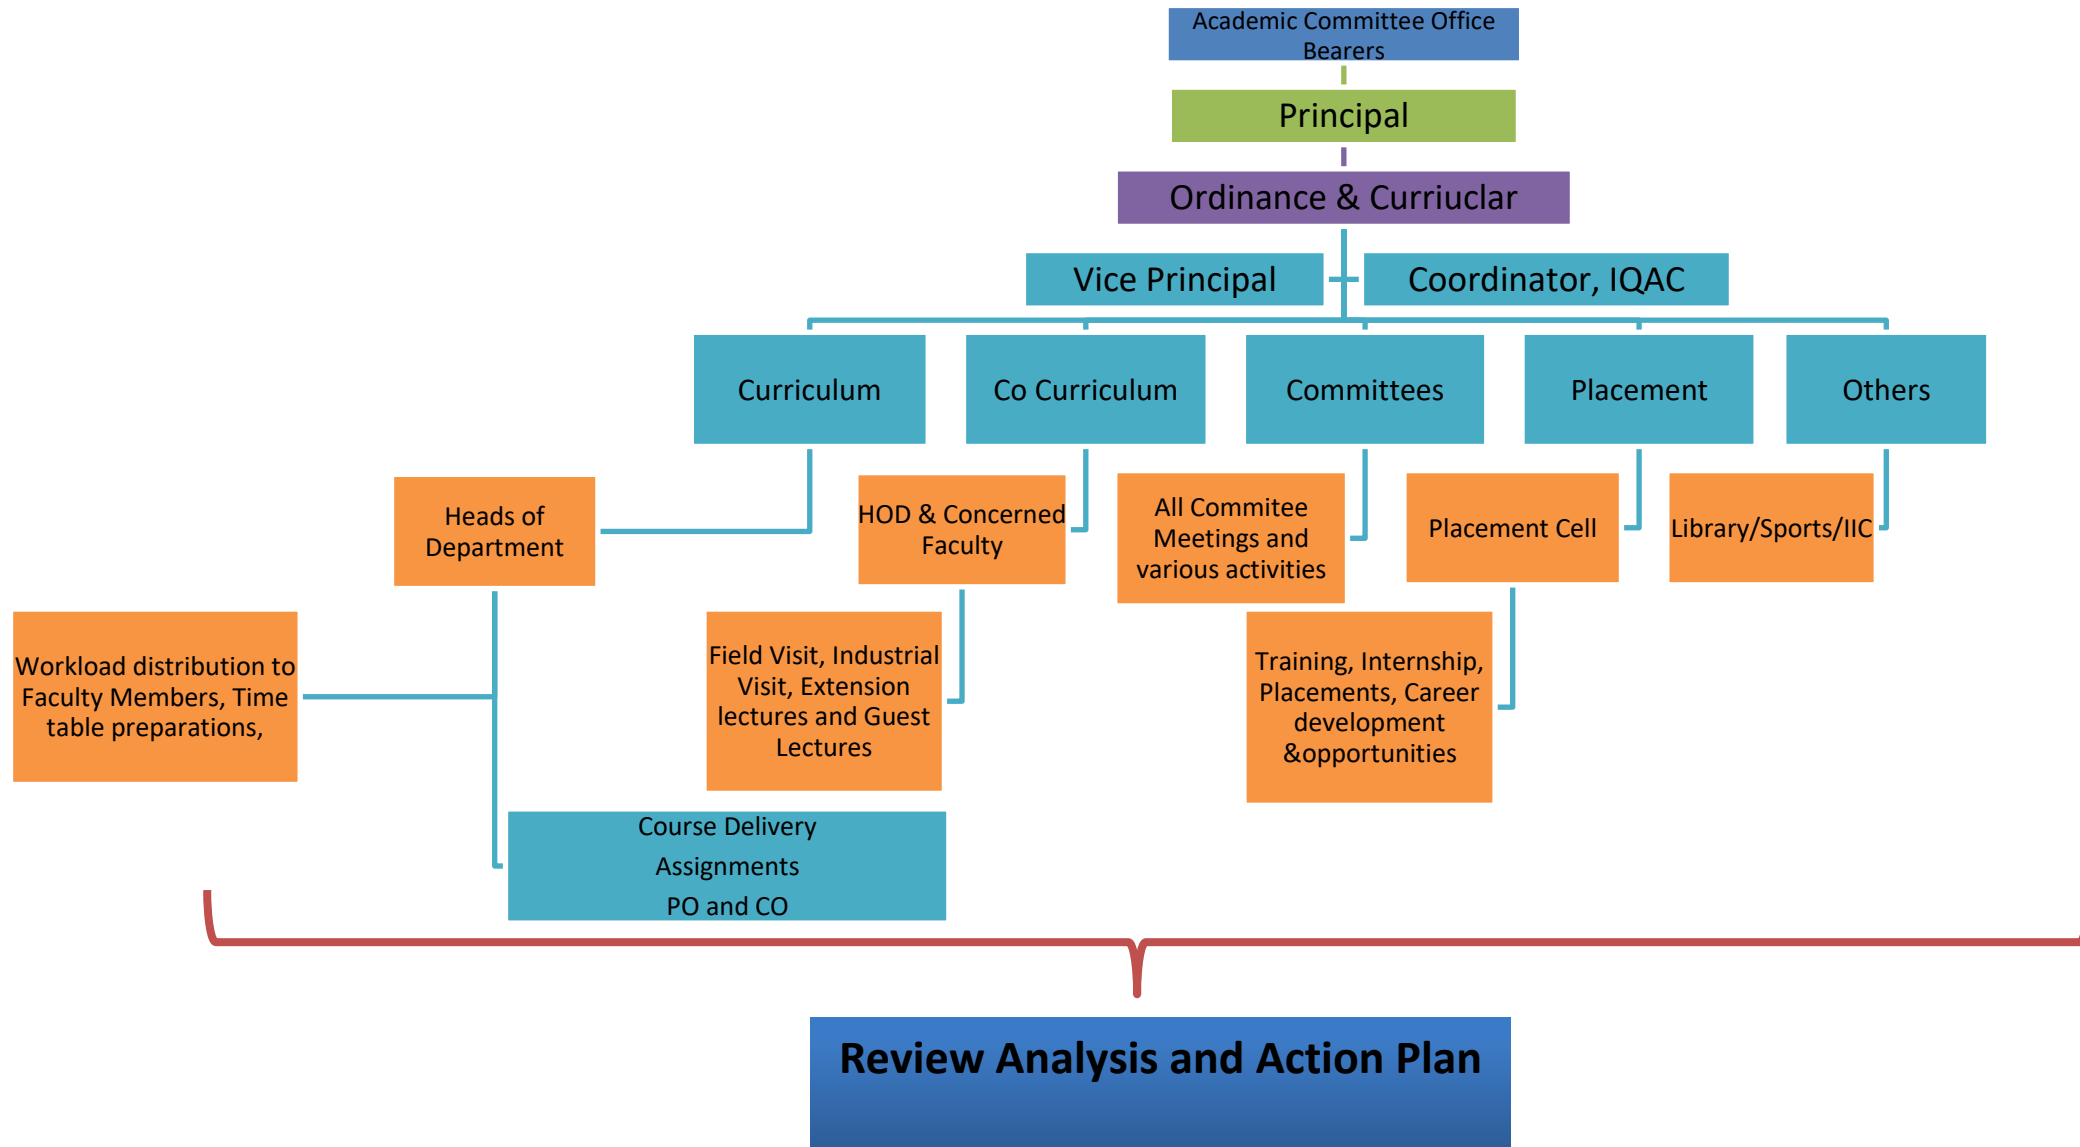 Academic Committee Office
Bearers
Principal
Ordinance & Curriuclar
Vice Principal
Coordinator, IQAC
Curriculum
Co Curriculum
Committees
Placement
Others
Heads of
Department
HOD & Concerned
Faculty
All Commitee
Meetings and
various activities
Placement Cell
Library/Sports/IIC
Workload distribution to
Faculty Members, Time
table preparations,
Field Visit, Industrial
Visit, Extension
lectures and Guest
Lectures
Training, Internship,
Placements, Career
development
&opportunities
Course Delivery
Assignments
PO and CO
Review Analysis and Action Plan